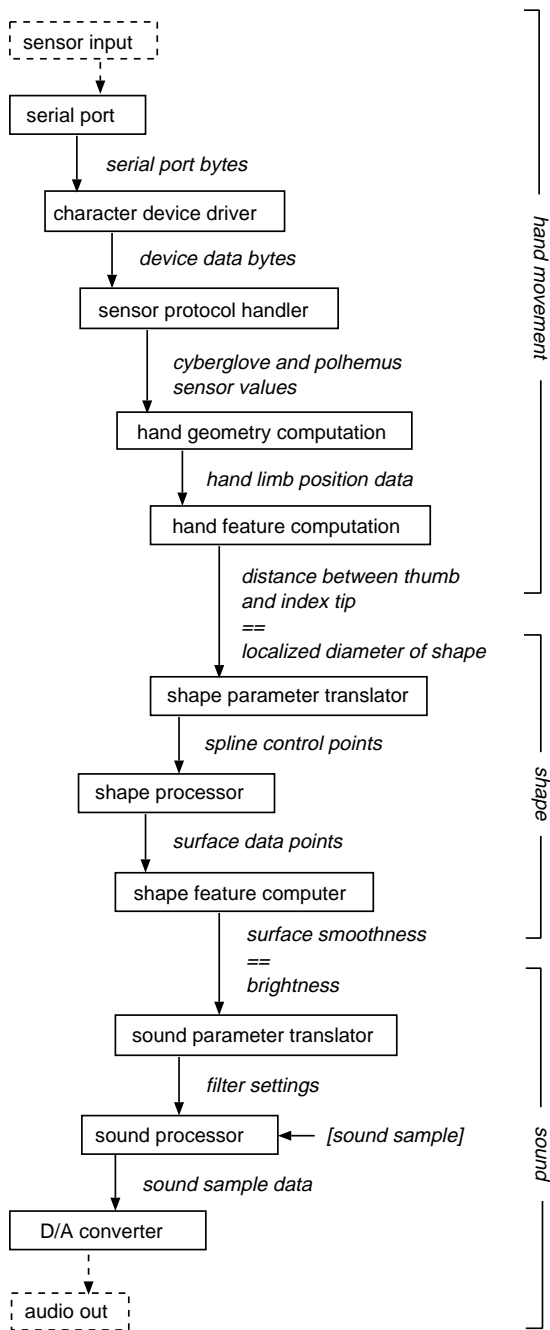 sensor input
serial port
serial port bytes
character device driver
device data bytes
sensor protocol handler
cyberglove and polhemus
sensor values
hand geometry computation
hand limb position data
hand feature computation
hand movement
distance between thumb
and index tip
==
localized diameter of shape
shape parameter translator
spline control points
shape processor
surface data points
shape feature computer
shape
surface smoothness
==
brightness
sound parameter translator
filter settings
sound processor
[sound sample]
sound sample data
D/A converter
audio out
sound